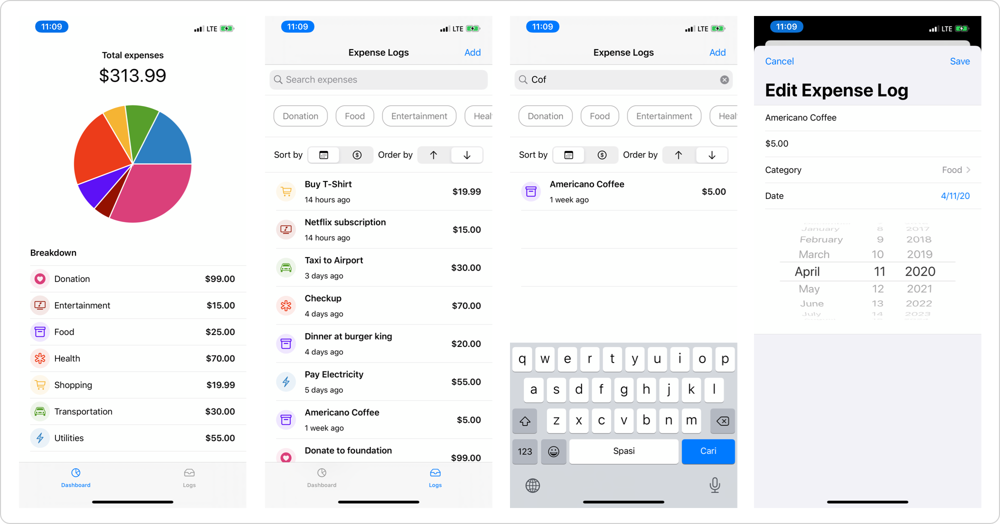 11:09
LTE
Total expenses
$313.99
Breakdown
Donation $99.00
Entertainment $15.00
Food $25.00
Health $70.00
Shopping $19.99
Transportation $30.00
Utilities $55.00
Dashboard Logs
11:09
LTE
Expense Logs Add
Search expenses
Donation Food Entertainment Heal
Sort by $ Order by
Buy T-Shirt
14 hours ago
$19.99
Netflix subscription
14 hours ago
$15.00
Taxi to Airport
3 days ago
$30.00
Checkup
4 days ago
$70.00
Dinner at burger king
4 days ago
$20.00
Pay Electricity
5 days ago
$55.00
Americano Coffee
1 week ago
$5.00
Donate to foundation
$99.00
Dashboard Logs
11:09
LTE
Expense Logs Add
Cof
Donation Food Entertainment Heal
Sort by $ Order by
Americano Coffee
1 week ago
$5.00
q w e r t y u i o p
a s d f g h j k l
z x c v b n m
123 Spasi Cari
11:09
LTE
Cancel Save
Edit Expense Log
Americano Coffee
$5.00
Category Food
Date 4/11/20
January 8 2017
February 9 2018
March 10 2019
April 11 2020
May 12 2021
June 13 2022
July 14 2023